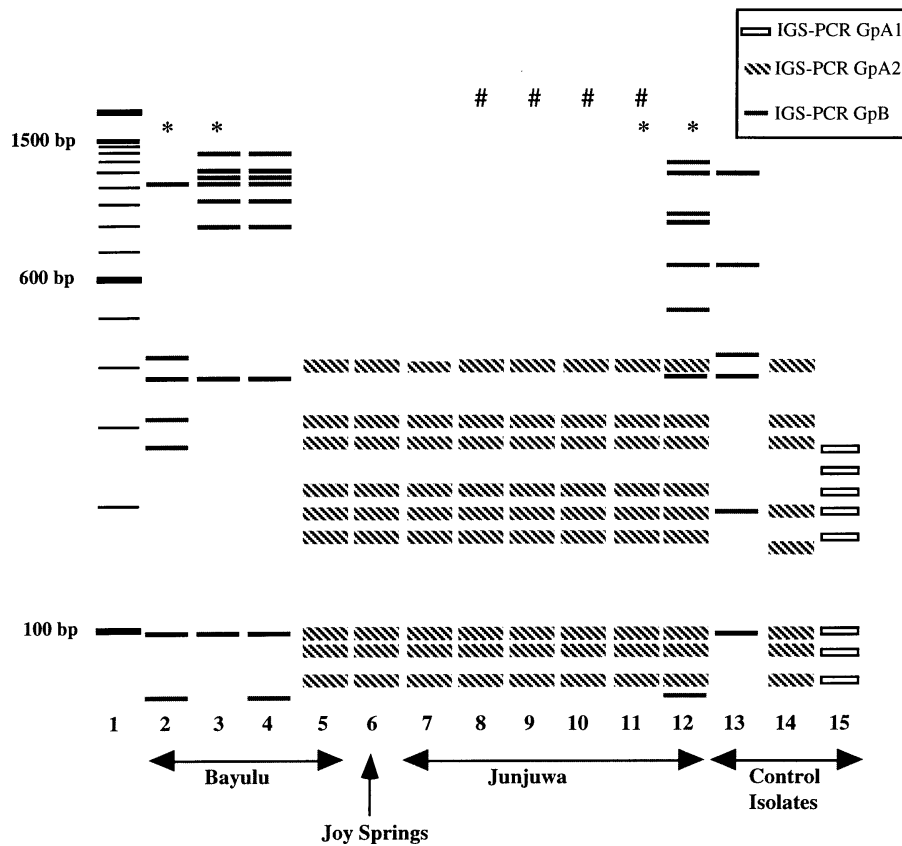 IGS-PCR GpA1
IGS-PCR GpA2
IGS-PCR GpB
# # # #
* * * *
1500 bp
600 bp
100 bp
1 2 3 4 5 6 7 8 9 10 11 12 13 14 15
Bayulu
Joy Springs
Junjuwa
Control
Isolates